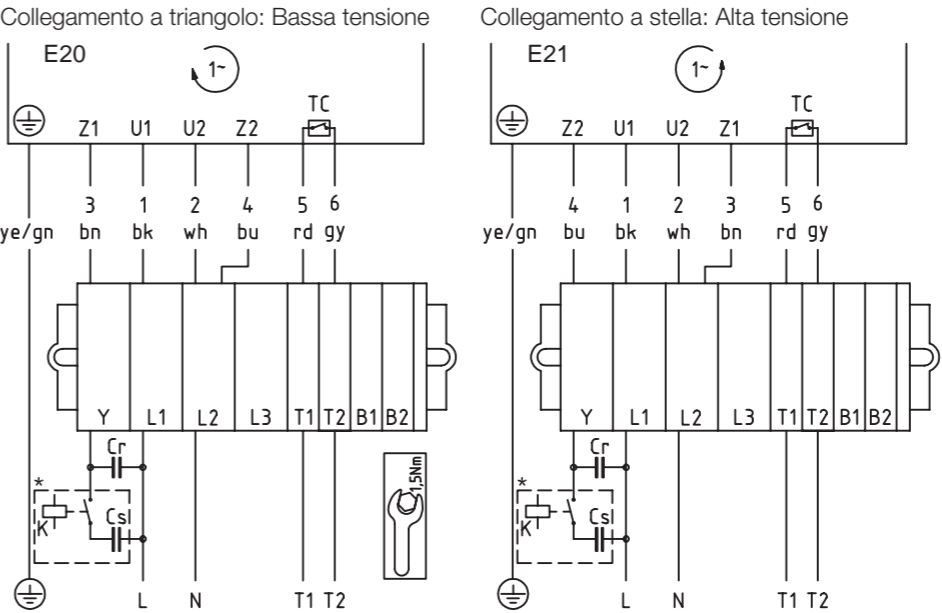 Collegamento a triangolo: Bassa tensione
E20
1~
TC
Z1 U1 U2 Z2
3 1 2 4 5 6
ye/gn bn bk wh bu rd gy
Y L1 L2 L3 T1 T2 B1 B2
Cr
*
K
Cs
1,5Nm
L N T1 T2
Collegamento a stella: Alta tensione
E21
1~
TC
Z2 U1 U2 Z1
4 1 2 3 5 6
ye/gn bu bk wh bn rd gy
Y L1 L2 L3 T1 T2 B1 B2
Cr
*
K
Cs
L N T1 T2